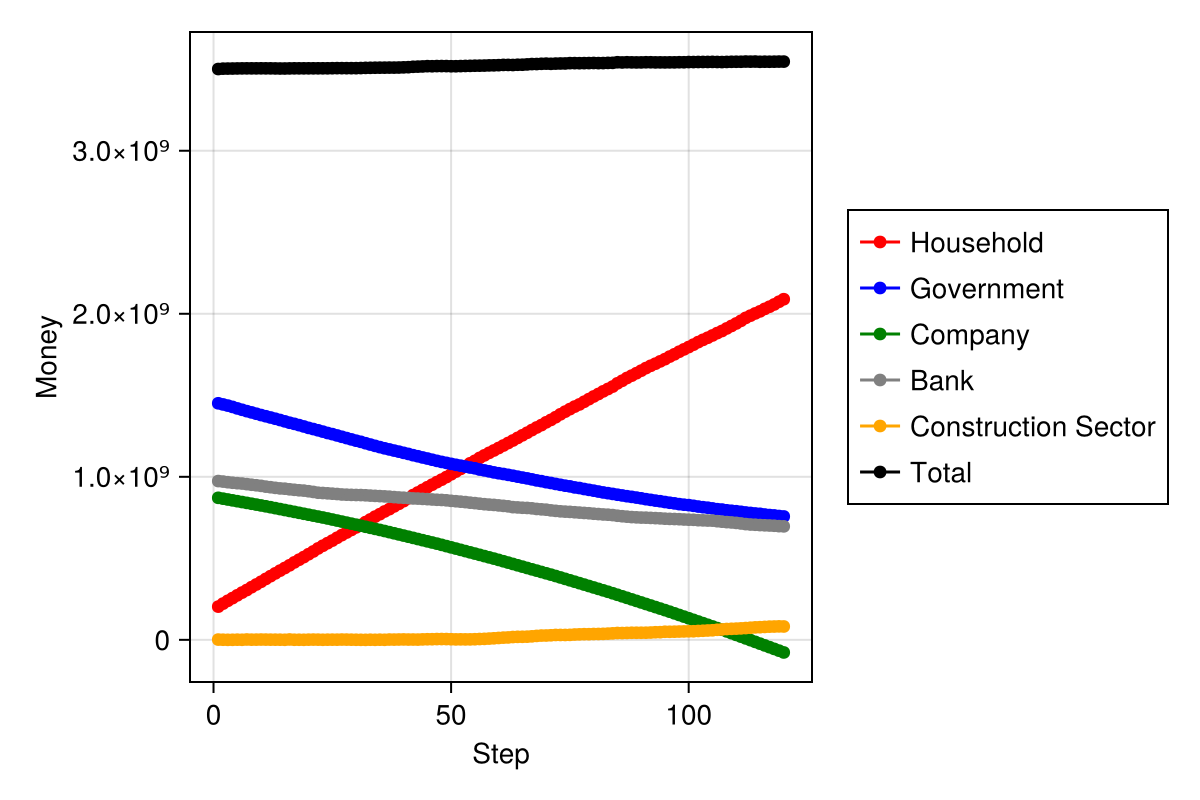 3.0×10⁹
2.0×10⁹
1.0×10⁹
0
Money
0 50 100
Step
Household
Government
Company
Bank
Construction Sector
Total